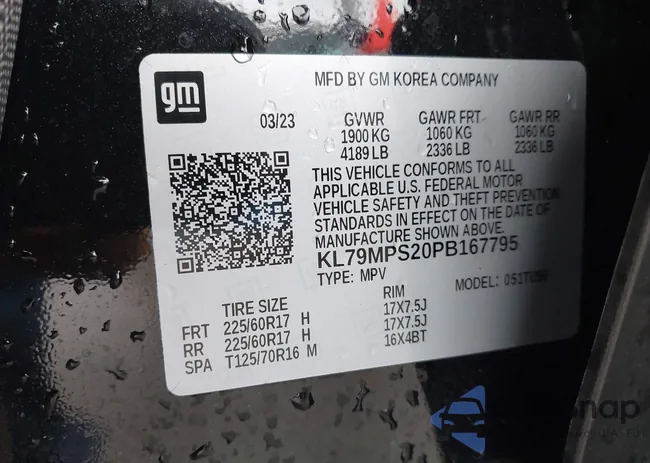 gm
MFD BY GM KOREA COMPANY
03/23 GVWR GAWR FRT GAWR RR
1900 KG 1060 KG 1060 KG
4189 LB 2336 LB 2336 LB
THIS VEHICLE CONFORMS TO ALL
APPLICABLE U.S. FEDERAL MOTOR
VEHICLE SAFETY AND THEFT PREVENTION
STANDARDS IN EFFECT ON THE DATE OF
MANUFACTURE SHOWN ABOVE.
KL79MPS20PB167795
TYPE: MPV MODEL:
TIRE SIZE RIM
FRT 225/60R17 H 17X7.5J
RR 225/60R17 H 17X7.5J
SPA T125/70R16 M 16X4BT